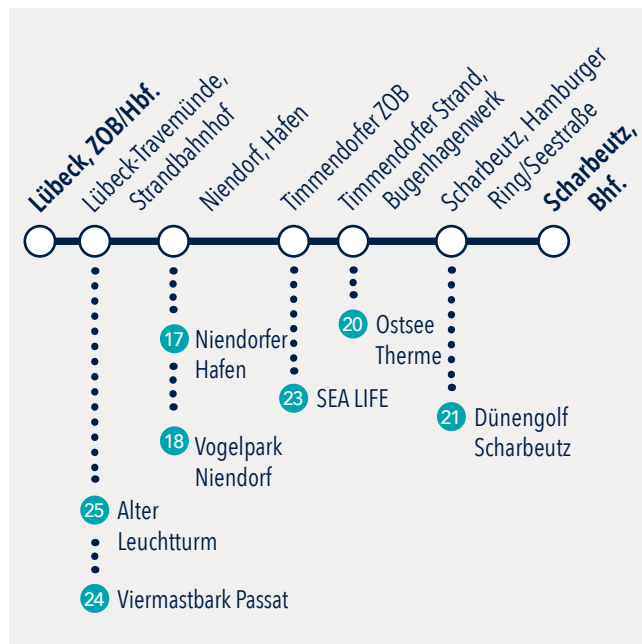 Lübeck, ZOB/Hbf.
Lübeck-Travemünde,
Strandbahnhof
Niendorf, Hafen
Timmendorfer ZOB
Timmendorfer Strand,
Bugenhagenwerk
Scharbeutz, Hamburger
Ring/Seestraße
Scharbeutz,
Bhf.
17 Niendorfer
Hafen
18 Vogelpark
Niendorf
25 Alter
Leuchtturm
24 Viermastbark Passat
23 SEA LIFE
20 Ostsee
Therme
21 Dünengolf
Scharbeutz